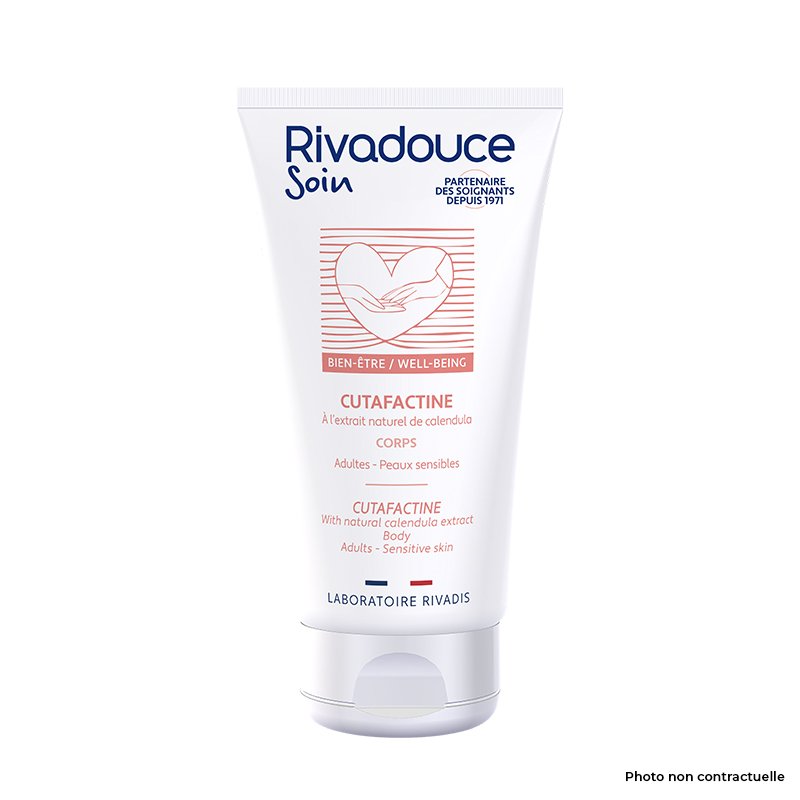 Rivadouce
Soin
PARTENAIRE
DES SOIGNANTS
DEPUIS 1971
BIEN-ÊTRE / WELL-BEING
CUTAFACTINE
À l'extrait naturel de calendula
CORPS
Adultes - Peaux sensibles
CUTAFACTINE
With natural calendula extract
Body
Adults - Sensitive skin
LABORATOIRE RIVADIS
Photo non contractuelle